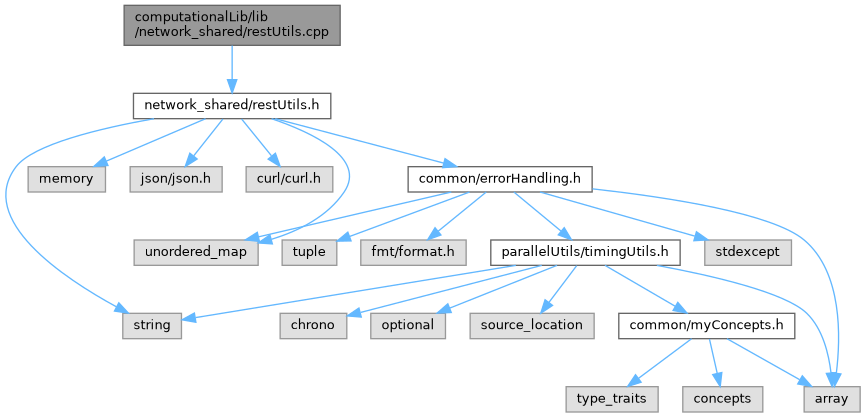 computationalLib/lib
/network_shared/restUtils.cpp
network_shared/restUtils.h
memory
json/json.h
curl/curl.h
common/errorHandling.h
unordered_map
tuple
fmt/format.h
parallelUtils/timingUtils.h
stdexcept
string
chrono
optional
source_location
common/myConcepts.h
type_traits
concepts
array